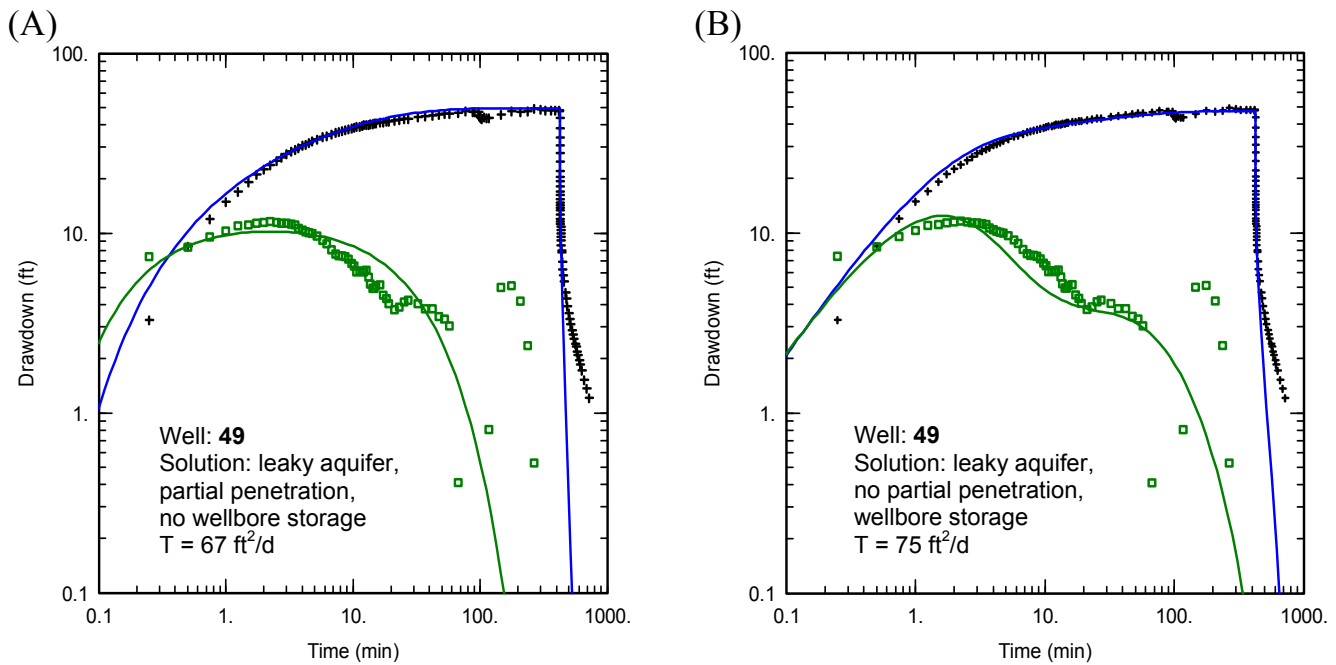 (A)
100.
10.
1.
0.1
Drawdown (ft)
0.1
1.
10.
100.
1000.
Time (min)
Well: 49
Solution: leaky aquifer,
partial penetration,
no wellbore storage
T = 67 ft²/d
(B)
100.
10.
1.
0.1
Drawdown (ft)
0.1
1.
10.
100.
1000.
Time (min)
Well: 49
Solution: leaky aquifer,
no partial penetration,
wellbore storage
T = 75 ft²/d